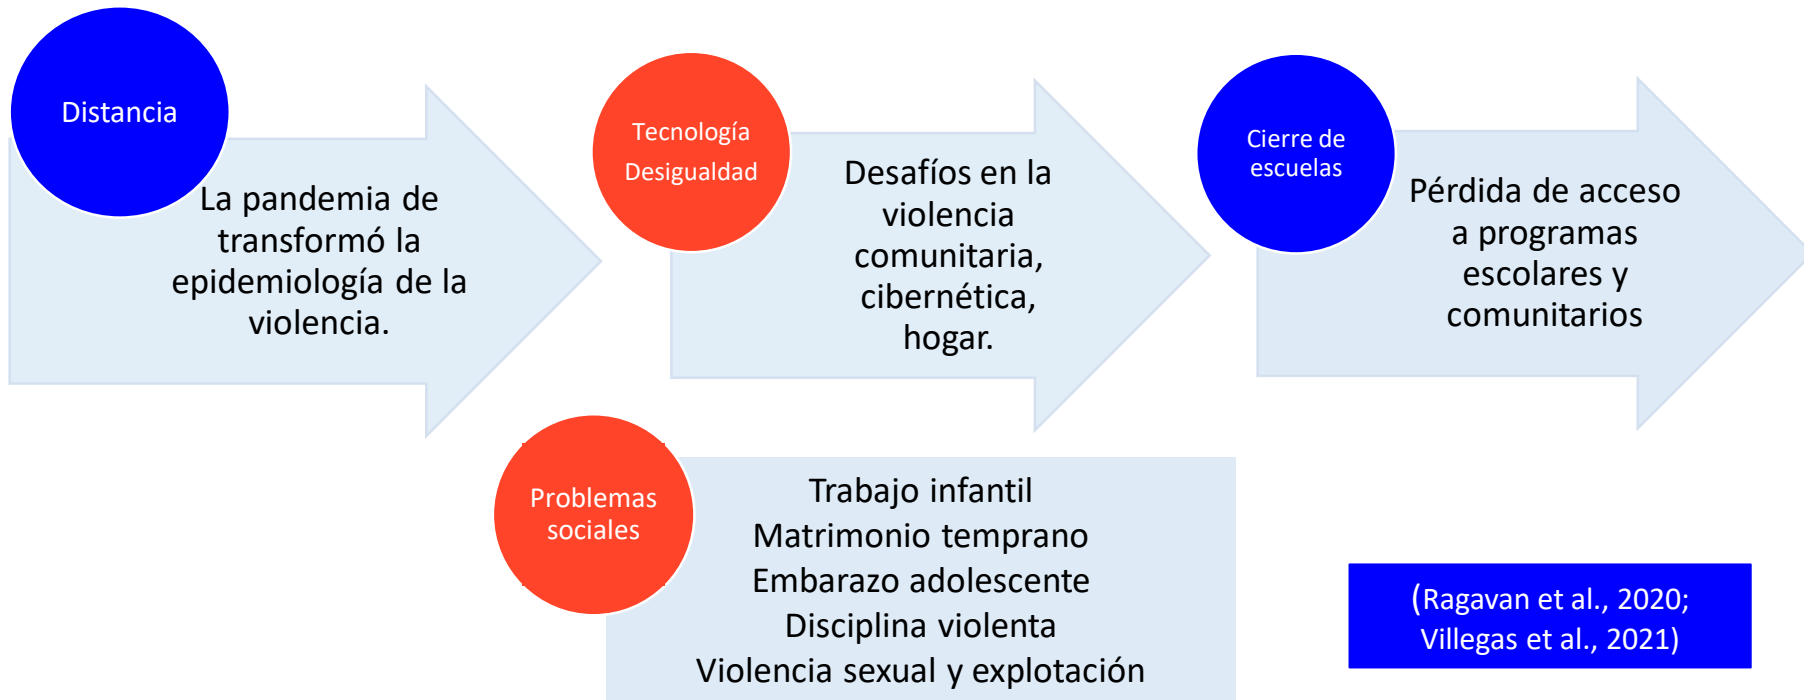 Distancia
La pandemia de
transformó la
epidemiología de la
violencia.
Tecnología
Desigualdad
Desafíos en la
violencia
comunitaria,
cibernética,
hogar.
Cierre de
escuelas
Pérdida de acceso
a programas
escolares y
comunitarios
Problemas
sociales
Trabajo infantil
Matrimonio temprano
Embarazo adolescente
Disciplina violenta
Violencia sexual y explotación
(Ragavan et al., 2020;
Villegas et al., 2021)